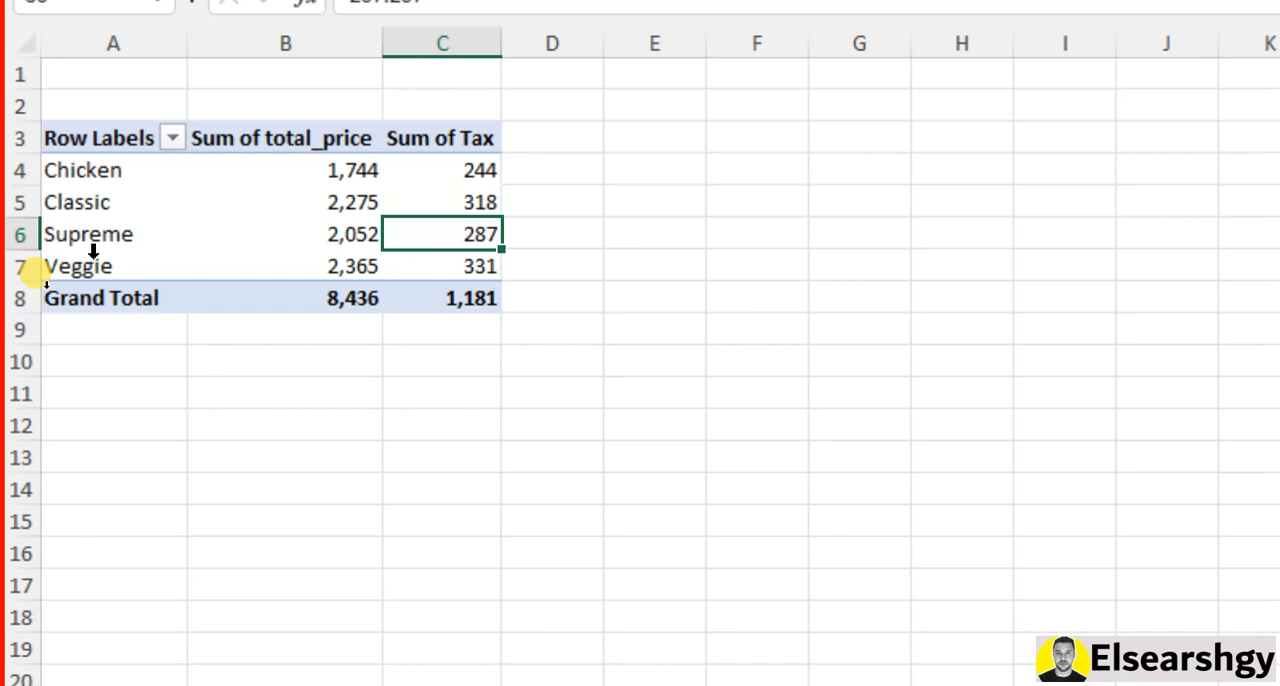 A B C D E F G H I J K
1
2
3 Row Labels Sum of total_price Sum of Tax
4 Chicken 1,744 244
5 Classic 2,275 318
6 Supreme 2,052 287
7 Veggie 2,365 331
8 Grand Total 8,436 1,181
9
10
11
12
13
14
15
16
17
18
19
20
Elsearshgy